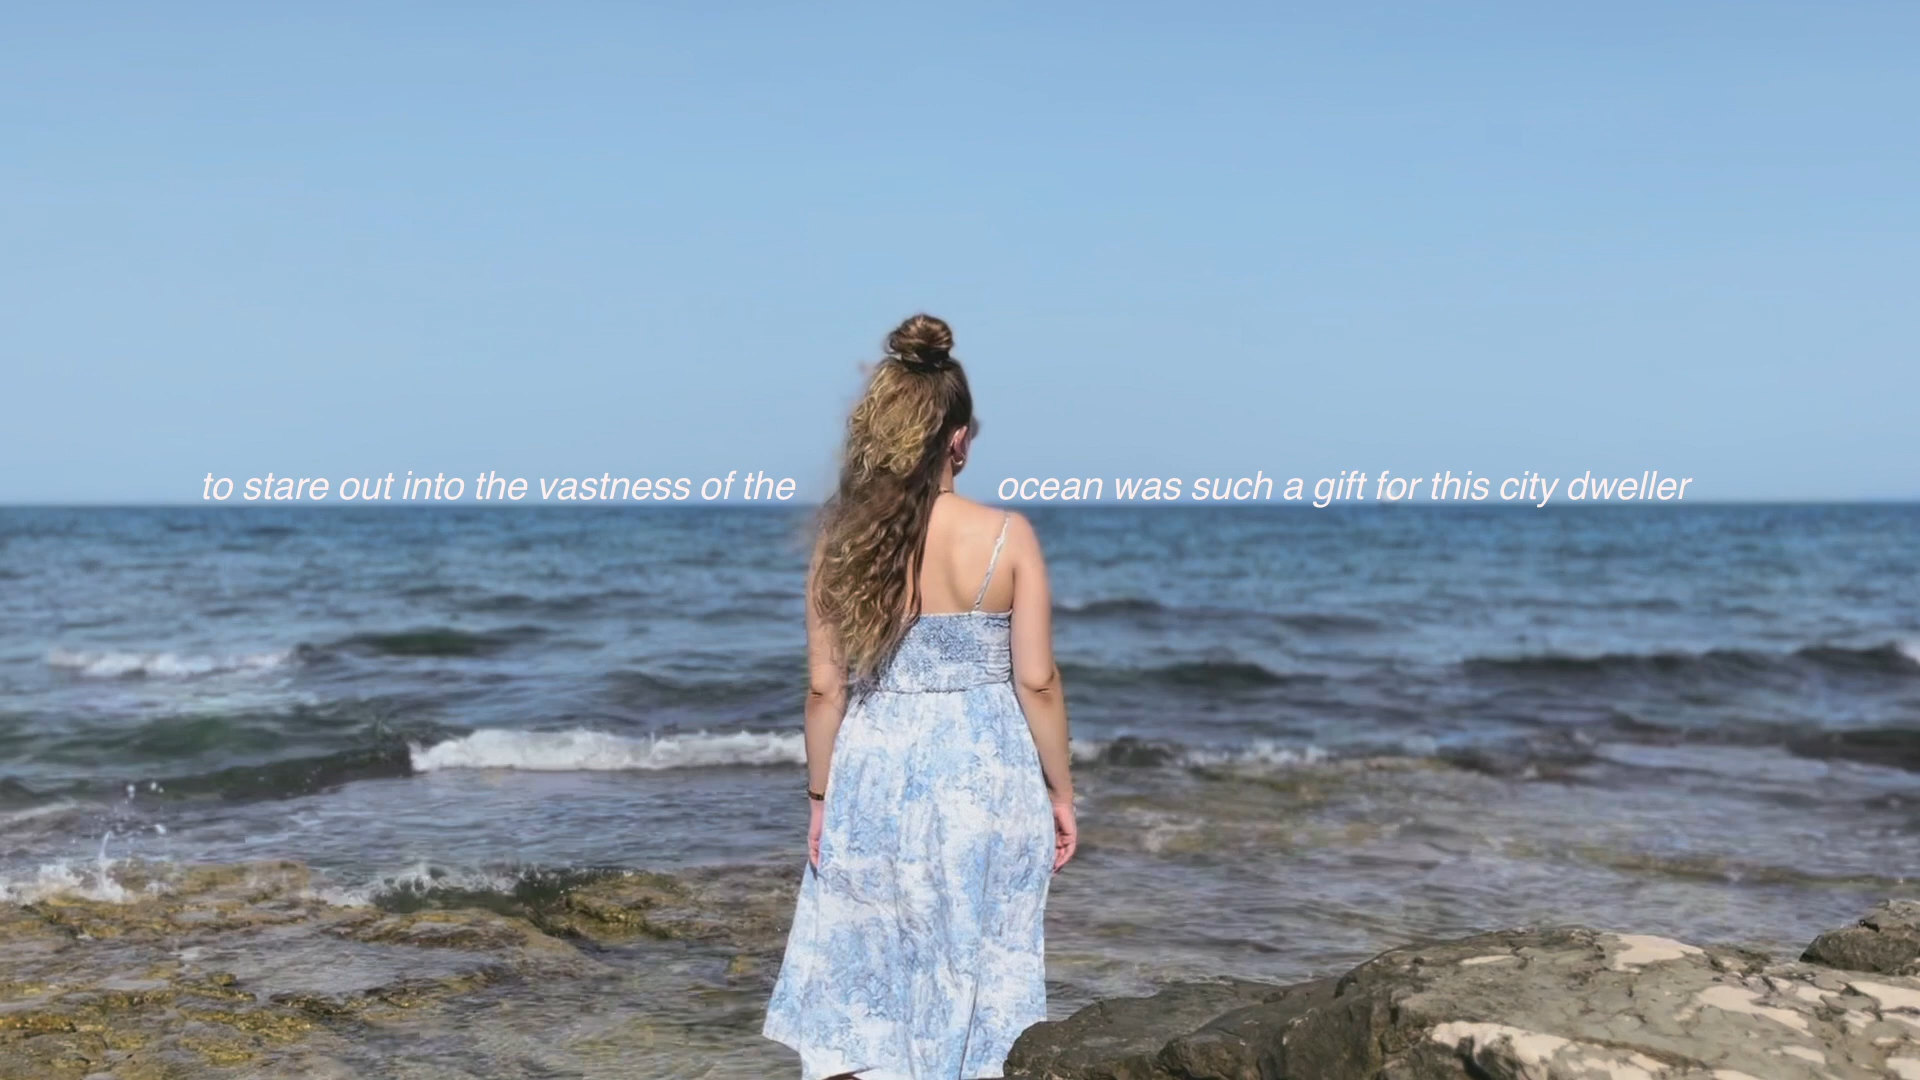 to stare out into the vastness of the ocean was such a gift for this city dweller